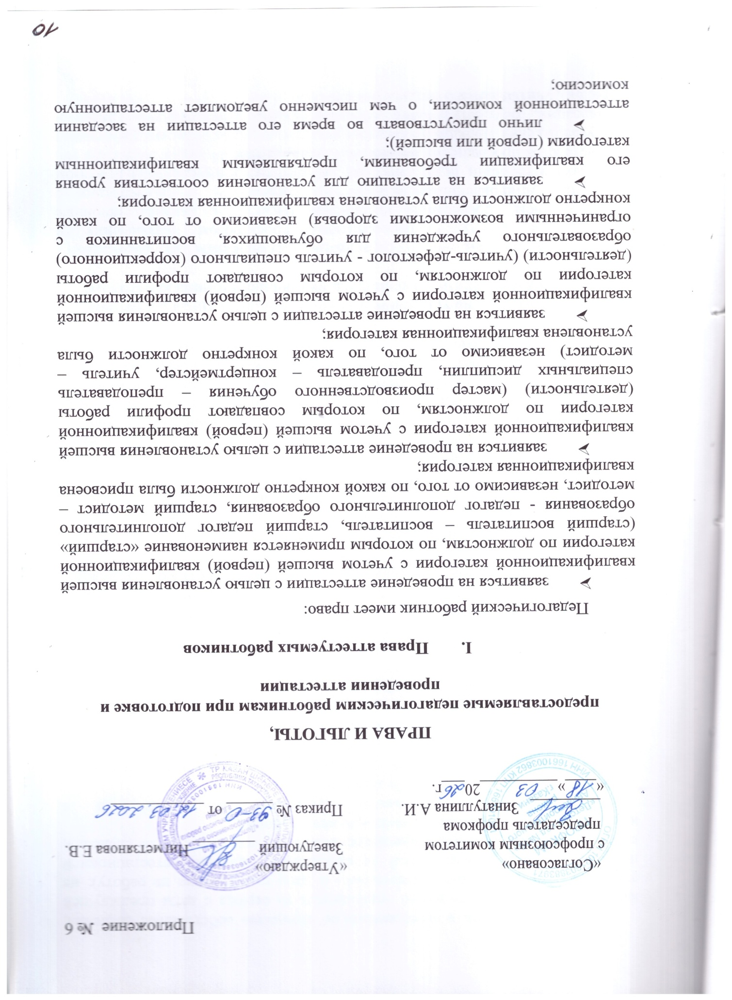 Приложение № 6
«Согласовано»
с профсоюзным комитетом
председатель профкома
Зинатуллина А.И.
«18» 03 2026г.
«Утверждаю»
Заведующий Нигметзянова Е.В.
Приказ № 93-О от 18.03.2026
ПРАВА И ЛЬГОТЫ,
предоставляемые педагогическим работникам при подготовке и
проведении аттестации
I. Права аттестуемых работников
Педагогический работник имеет право:
➢ заявиться на проведение аттестации с целью установления высшей
квалификационной категории с учетом высшей (первой) квалификационной
категории по должностям, по которым применяется наименование «старший»
(старший воспитатель – воспитатель, старший педагог дополнительного
образования - педагог дополнительного образования, старший методист –
методист, независимо от того, по какой конкретно должности была присвоена
квалификационная категория;
➢ заявиться на проведение аттестации с целью установления высшей
квалификационной категории с учетом высшей (первой) квалификационной
категории по должностям, по которым совпадают профили работы
(деятельности) (мастер производственного обучения – преподаватель
специальных дисциплин, преподаватель – концертмейстер, учитель –
методист) независимо от того, по какой конкретно должности была
установлена квалификационная категория;
➢ заявиться на проведение аттестации с целью установления высшей
квалификационной категории с учетом высшей (первой) квалификационной
категории по должностям, по которым совпадают профили работы
(деятельности) (учитель-дефектолог - учитель специального (коррекционного)
образовательного учреждения для обучающихся, воспитанников с
ограниченными возможностями здоровья) независимо от того, по какой
конкретно должности была установлена квалификационная категория;
➢ заявиться на аттестацию для установления соответствия уровня
его квалификации требованиям, предъявляемым квалификационным
категориям (первой или высшей);
➢ лично присутствовать во время его аттестации на заседании
аттестационной комиссии, о чем письменно уведомляет аттестационную
комиссию;
10